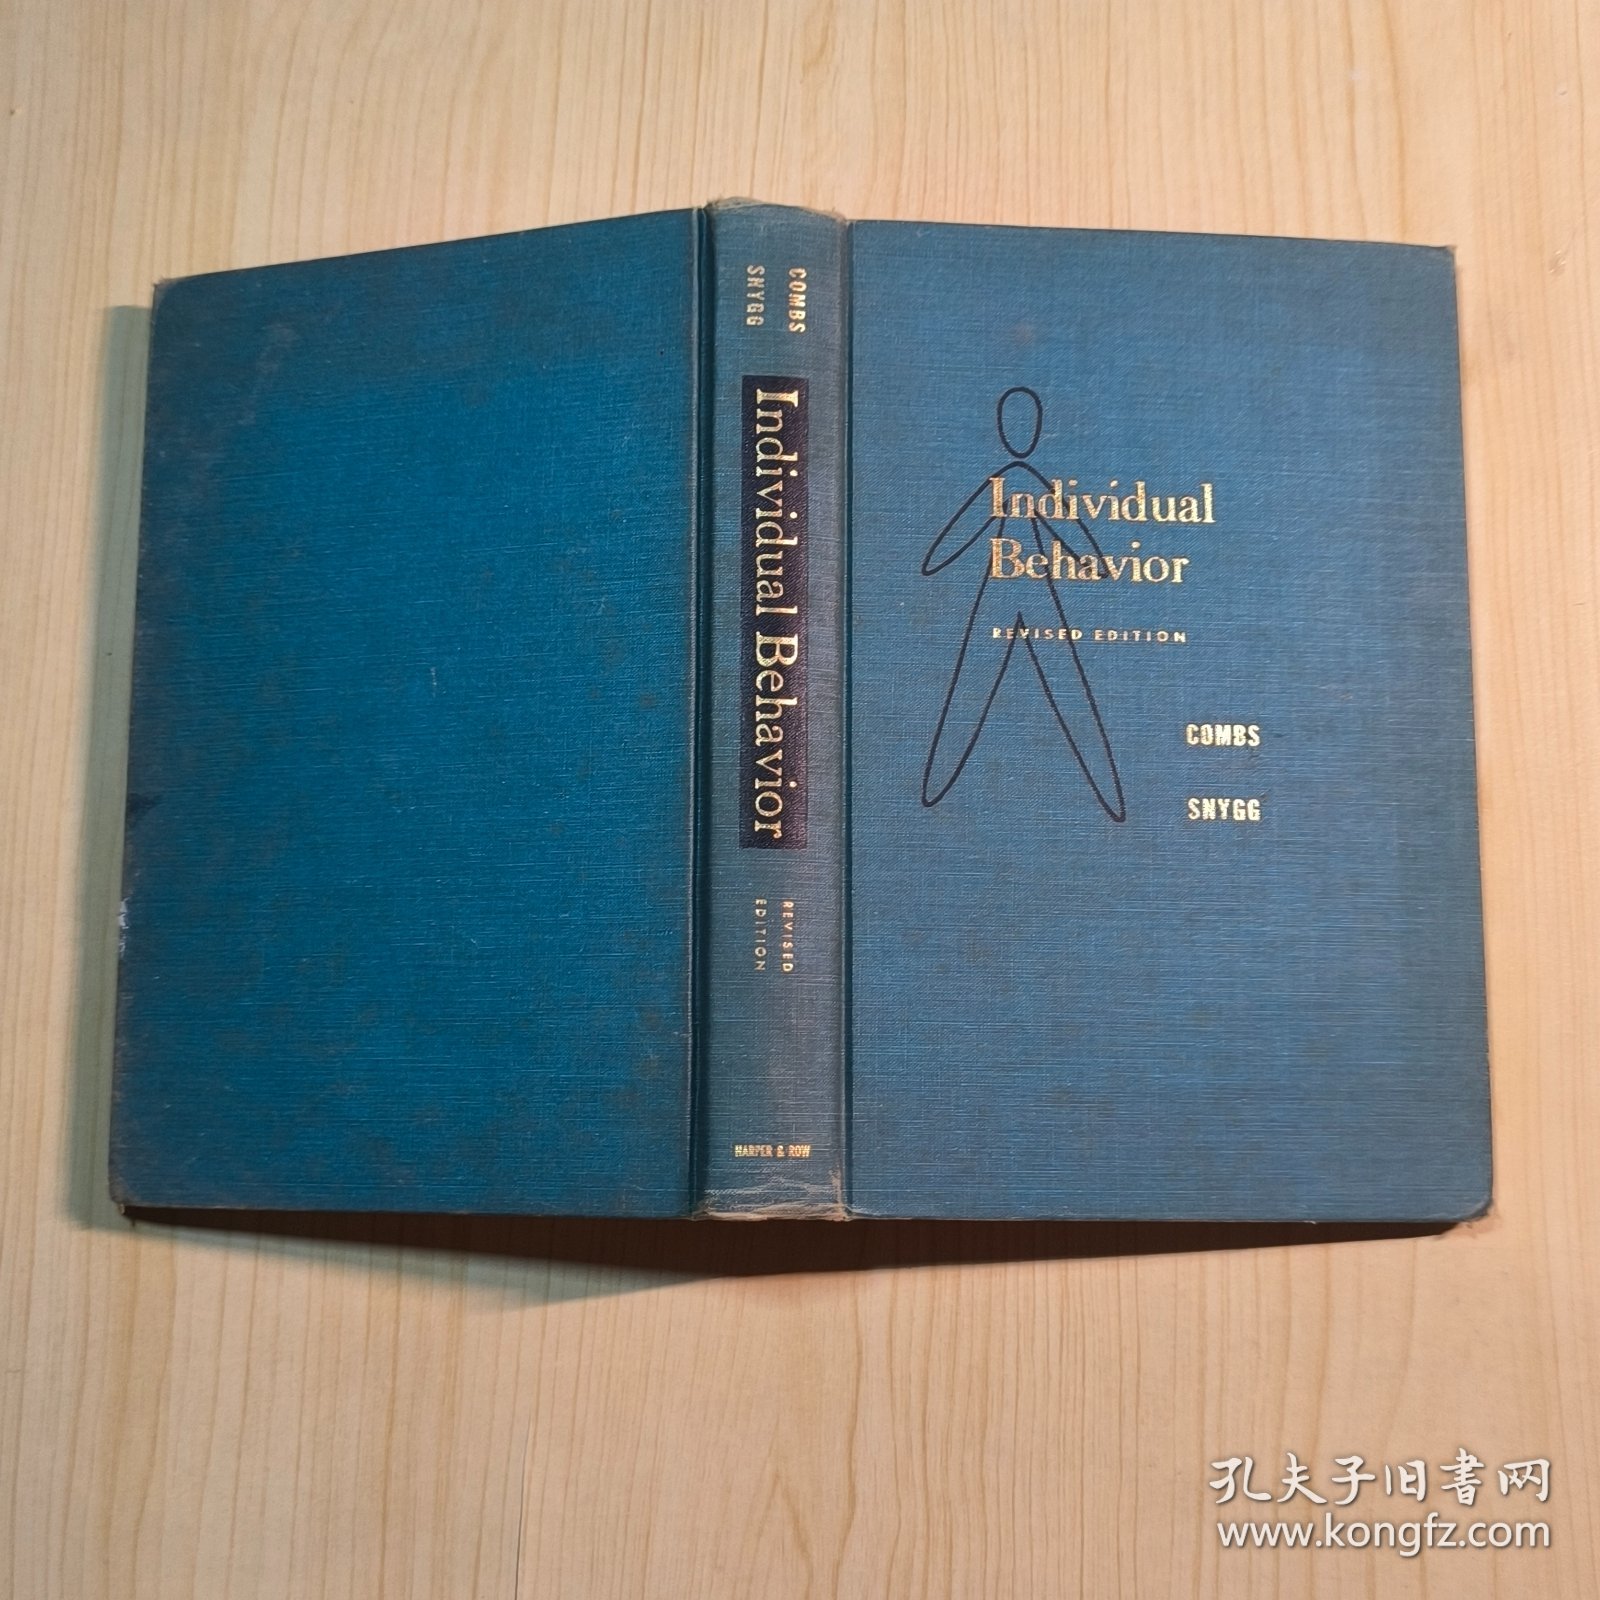 COMBS
SNYGG
Individual Behavior
REVISED
EDITION
HARPER & ROW
Individual
Behavior
REVISED EDITION
COMBS
SNYGG
孔夫子旧书网
www.kongfz.com